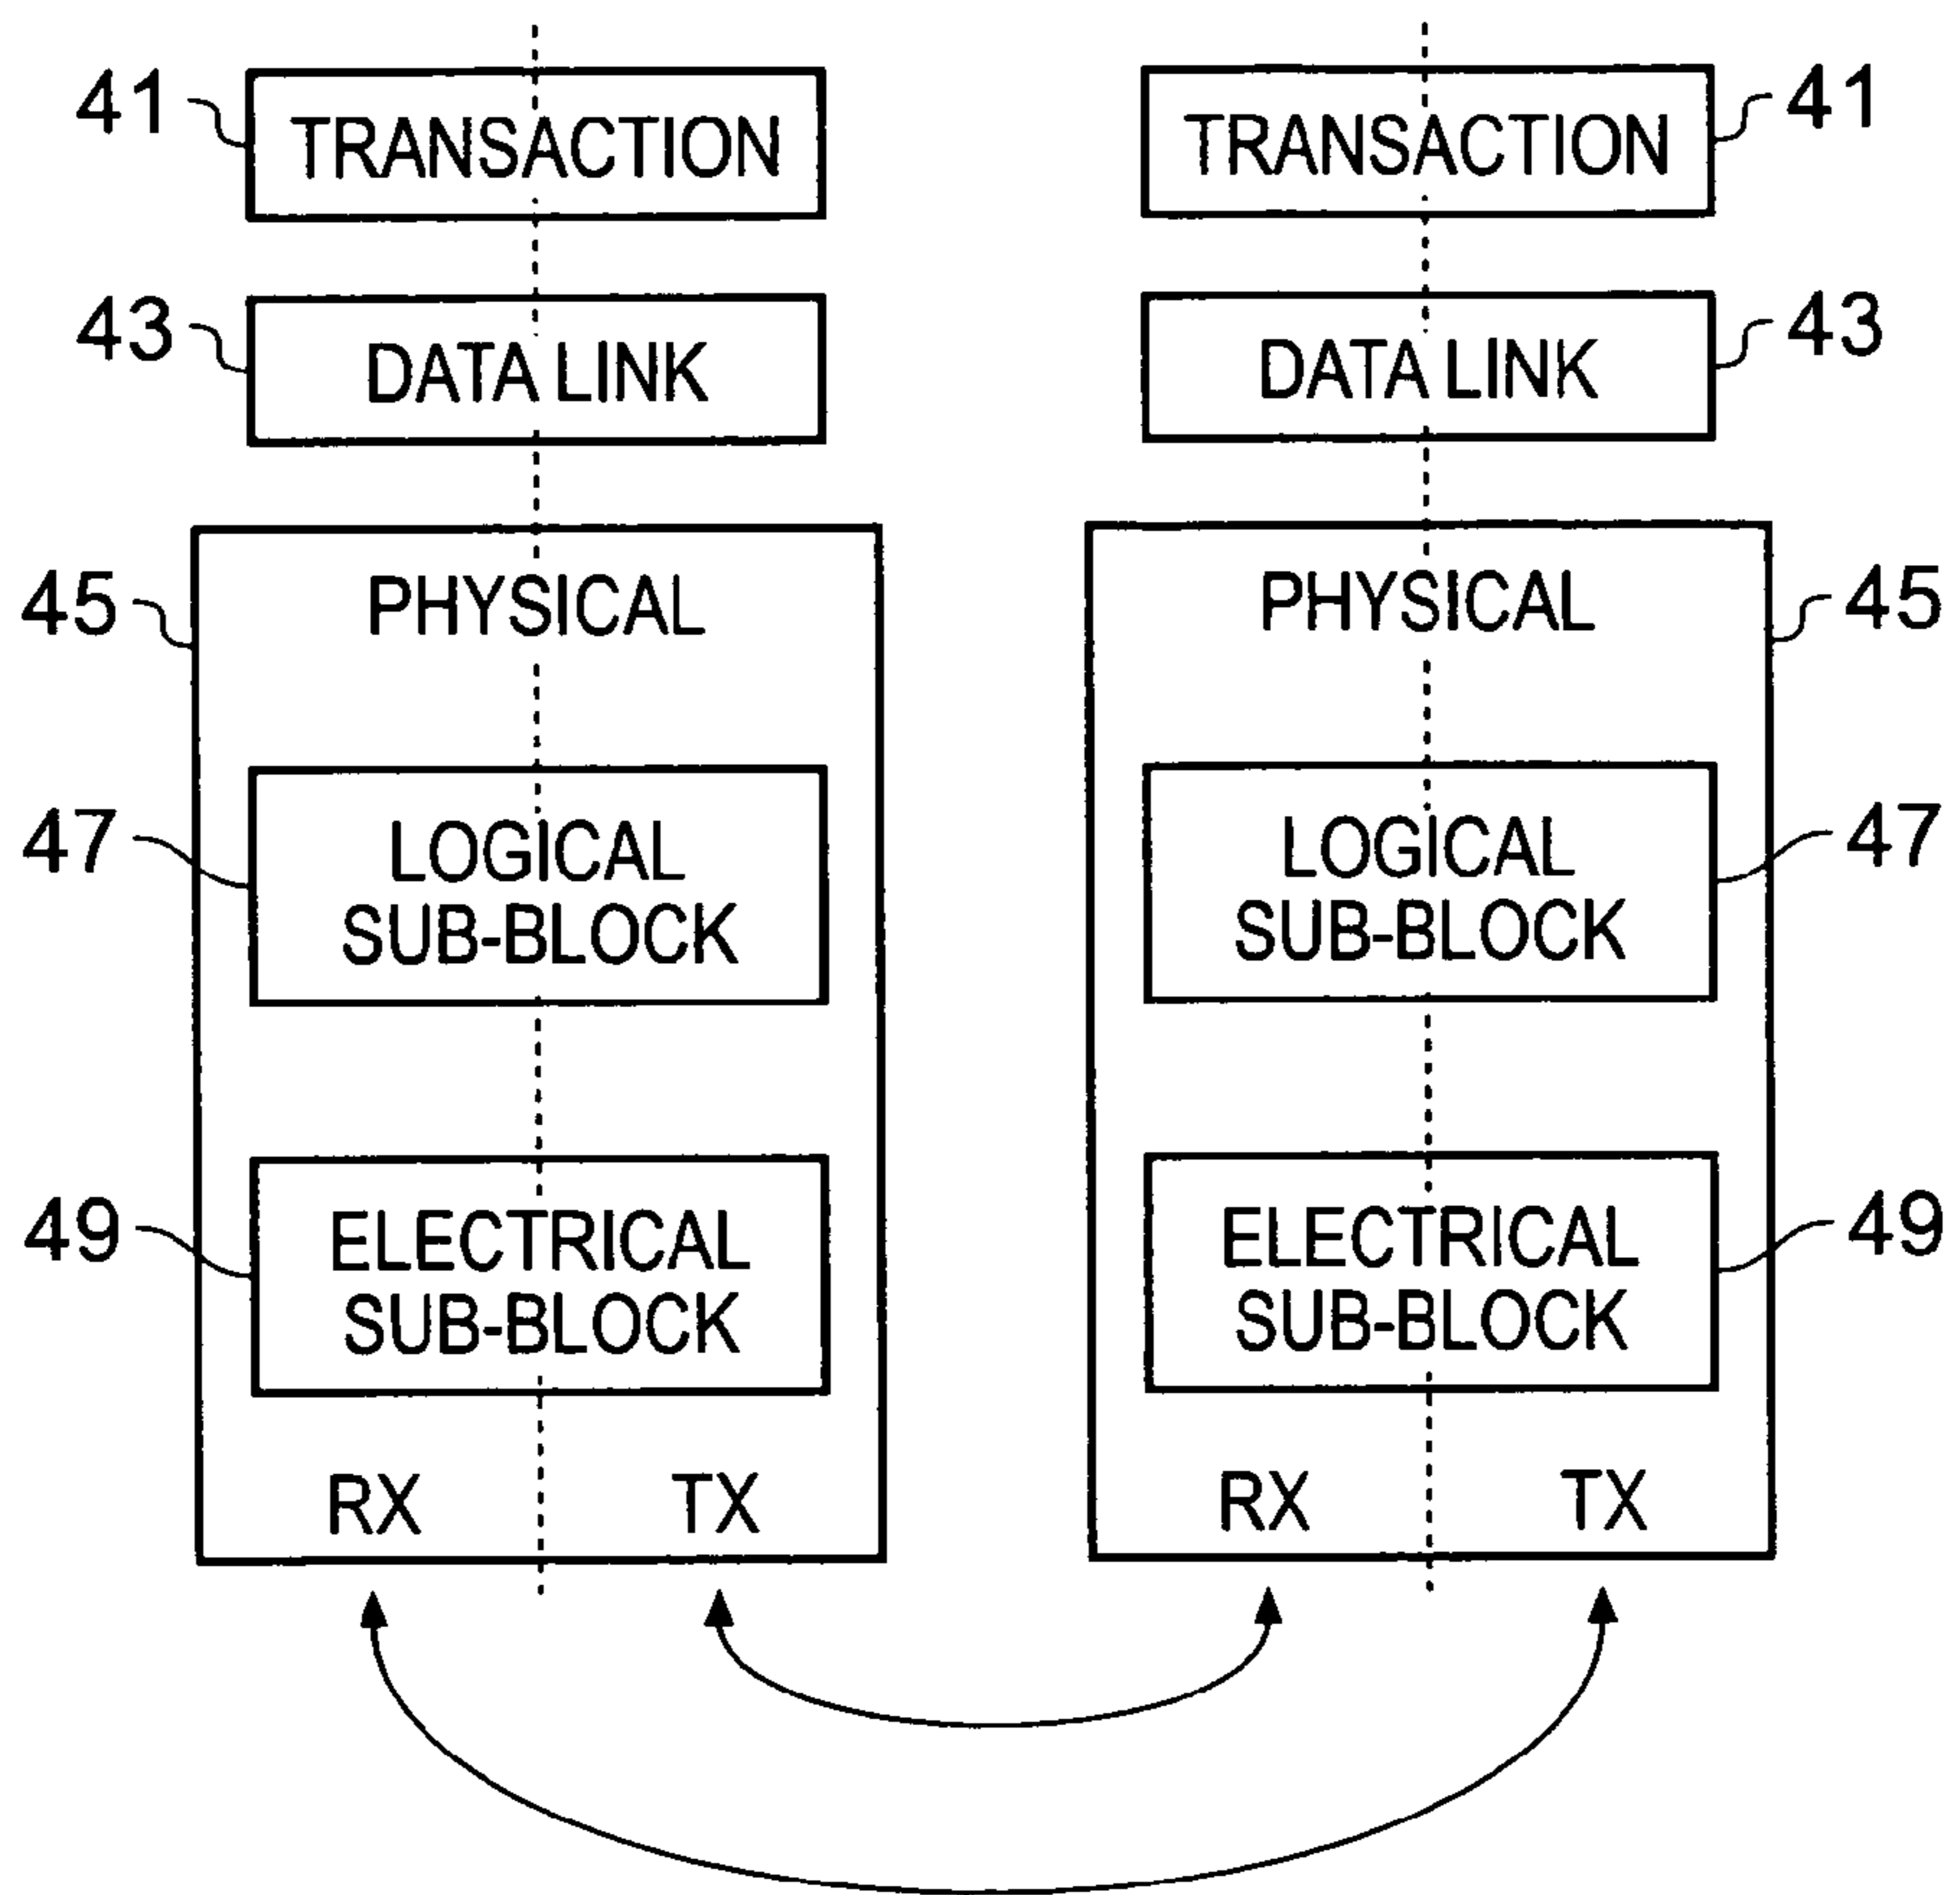 41 TRANSACTION TRANSACTION 41
43 DATA LINK DATA LINK 43
45 PHYSICAL PHYSICAL 45
47 LOGICAL SUB-BLOCK LOGICAL SUB-BLOCK 47
49 ELECTRICAL SUB-BLOCK ELECTRICAL SUB-BLOCK 49
RX TX RX TX